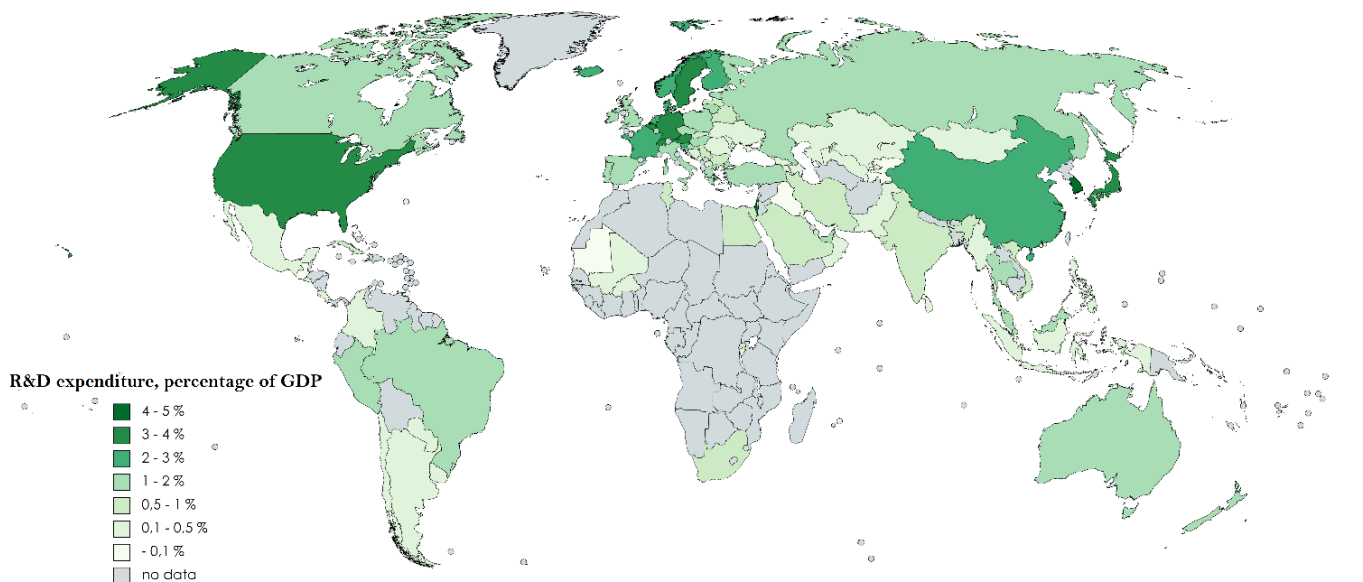 R&D expenditure, percentage of GDP
4 - 5 %
3 - 4 %
2 - 3 %
1 - 2 %
0,5 - 1 %
0,1 - 0,5 %
- 0,1 %
no data